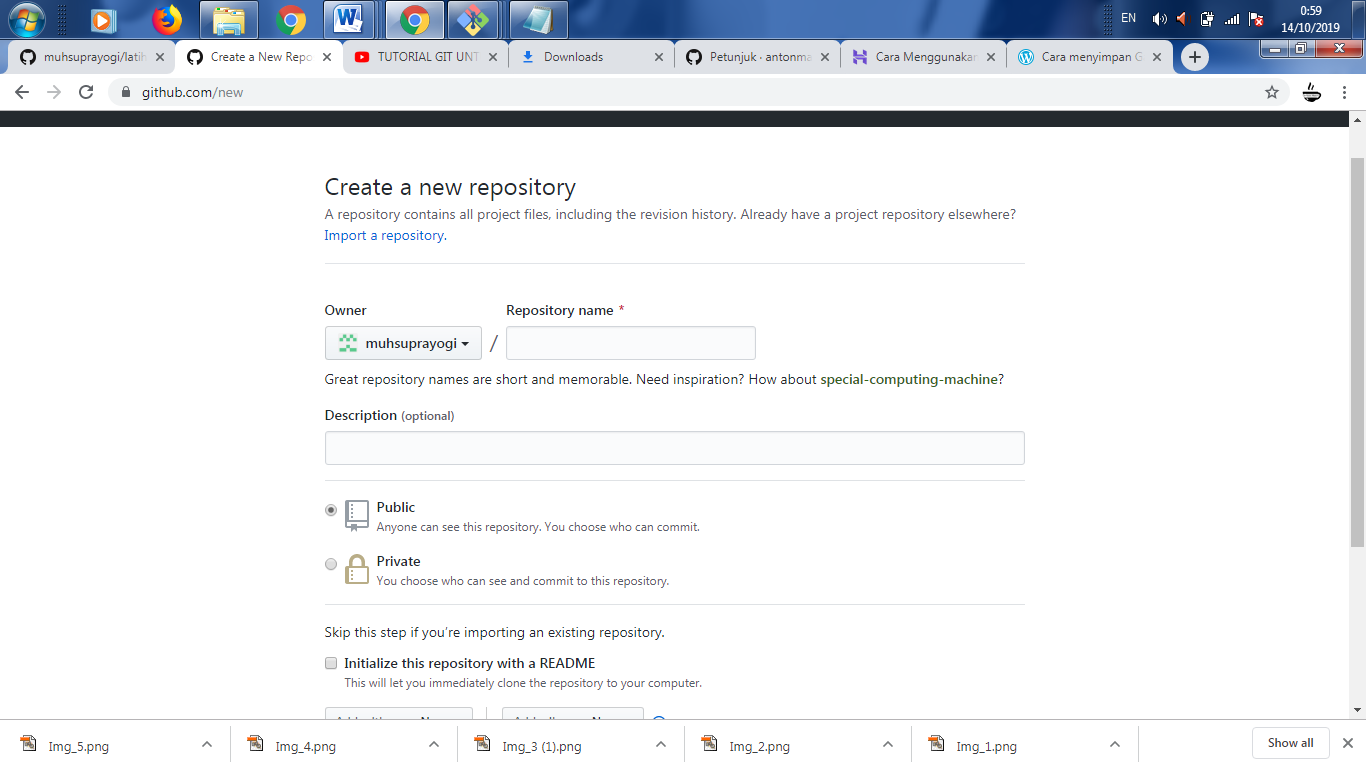 EN
0:59
14/10/2019
muhsuprayogi/latih
Create a New Repo
TUTORIAL GIT UNT
Downloads
Petunjuk · antonma
Cara Menggunakan
Cara menyimpan G
github.com/new
Create a new repository
A repository contains all project files, including the revision history. Already have a project repository elsewhere?
Import a repository.
Owner
Repository name *
muhsuprayogi
/
Great repository names are short and memorable. Need inspiration? How about special-computing-machine?
Description (optional)
Public
Anyone can see this repository. You choose who can commit.
Private
You choose who can see and commit to this repository.
Skip this step if you're importing an existing repository.
Initialize this repository with a README
This will let you immediately clone the repository to your computer.
Img_5.png
Img_4.png
Img_3 (1).png
Img_2.png
Img_1.png
Show all